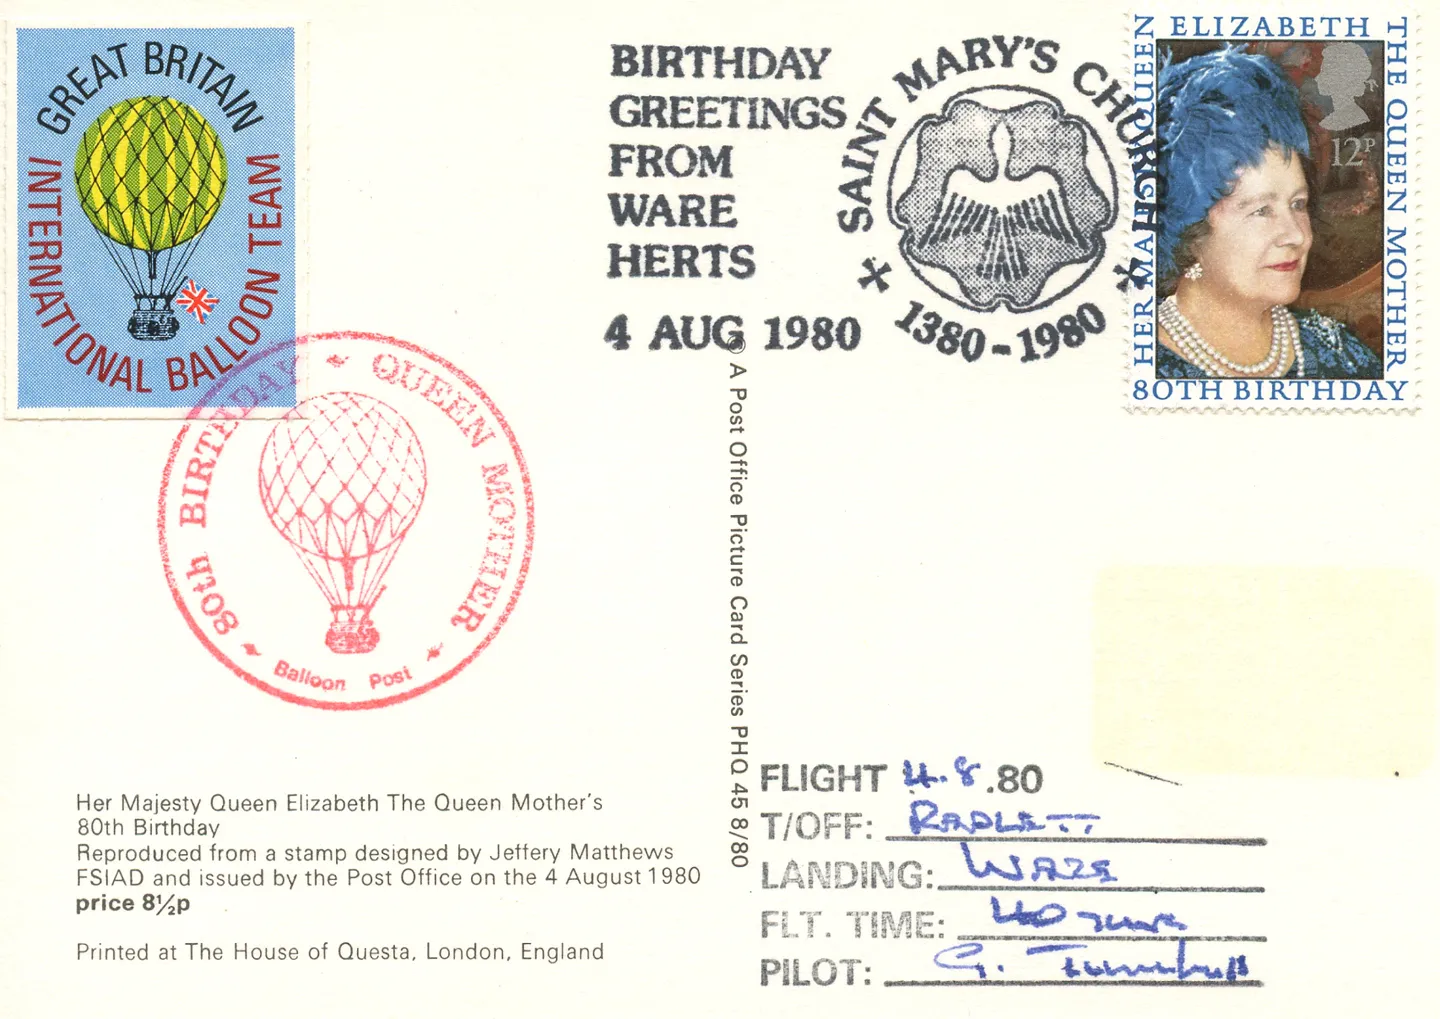 GREAT BRITAIN
INTERNATIONAL BALLOON TEAM
BIRTHDAY
GREETINGS
FROM
WARE
HERTS
4 AUG 1980
SAINT MARY'S CHURCH
1380-1980
HER MAJESTY QUEEN
ELIZABETH
THE QUEEN MOTHER
12P
80TH BIRTHDAY
80th BIRTHDAY QUEEN MOTHER
Balloon Post
© A Post Office Picture Card Series PHQ 45 8/80
Her Majesty Queen Elizabeth The Queen Mother's
80th Birthday
Reproduced from a stamp designed by Jeffery Matthews
FSIAD and issued by the Post Office on the 4 August 1980
price 8½p
Printed at The House of Questa, London, England
FLIGHT 4.8.80
T/OFF: RADLETT
LANDING: WARE
FLT. TIME: 40
PILOT: G.